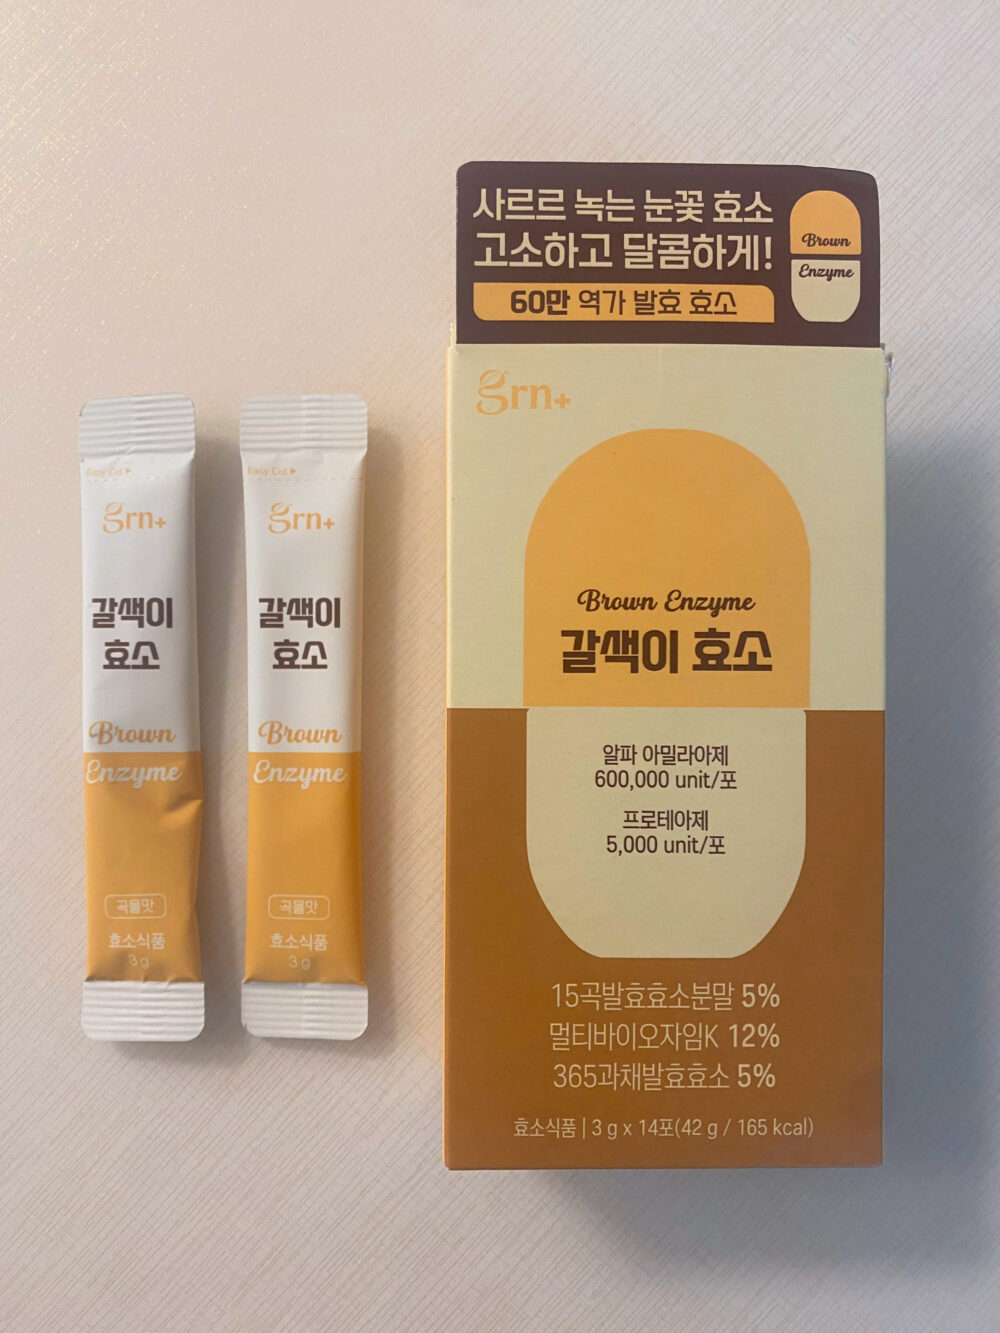 사르르 녹는 눈꽃 효소
고소하고 달콤하게!
60만 역가 발효 효소
Brown
Enzyme
grn+
Brown Enzyme
갈색이 효소
알파 아밀라아제
600,000 unit/포
프로테아제
5,000 unit/포
15곡발효효소분말 5%
멀티바이오자임K 12%
365과채발효효소 5%
효소식품 | 3 g x 14포(42 g / 165 kcal)
Easy Cut ▶
grn+
갈색이
효소
Brown
Enzyme
곡물맛
효소식품
3 g
Easy Cut ▶
grn+
갈색이
효소
Brown
Enzyme
곡물맛
효소식품
3 g